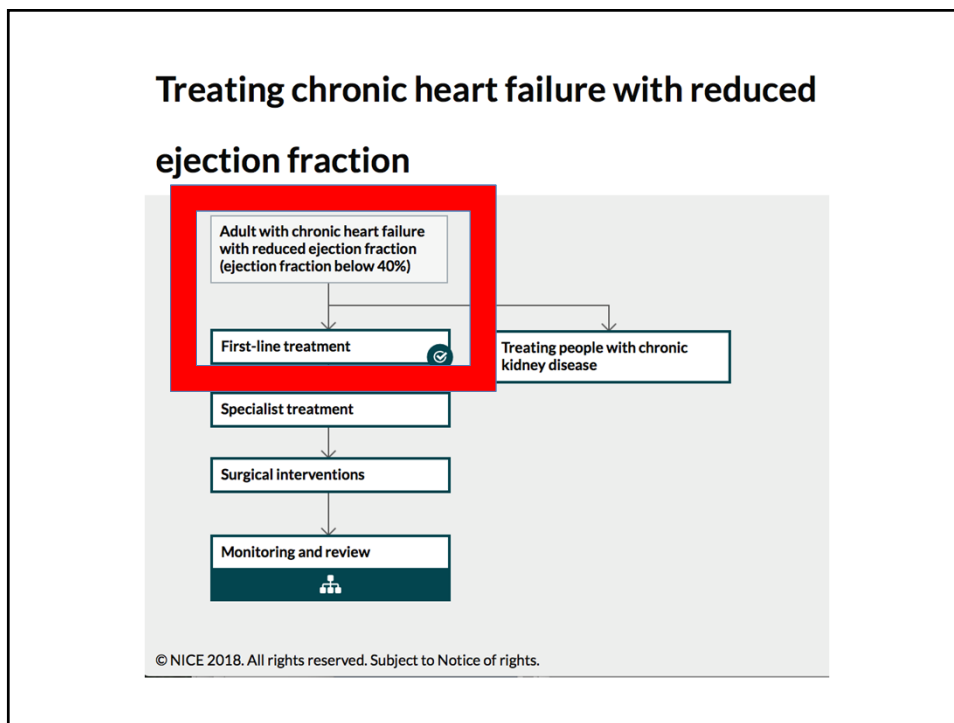 Treating chronic heart failure with reduced
ejection fraction
Adult with chronic heart failure
with reduced ejection fraction
(ejection fraction below 40%)
First-line treatment
Treating people with chronic
kidney disease
Specialist treatment
Surgical interventions
Monitoring and review
© NICE 2018. All rights reserved. Subject to Notice of rights.